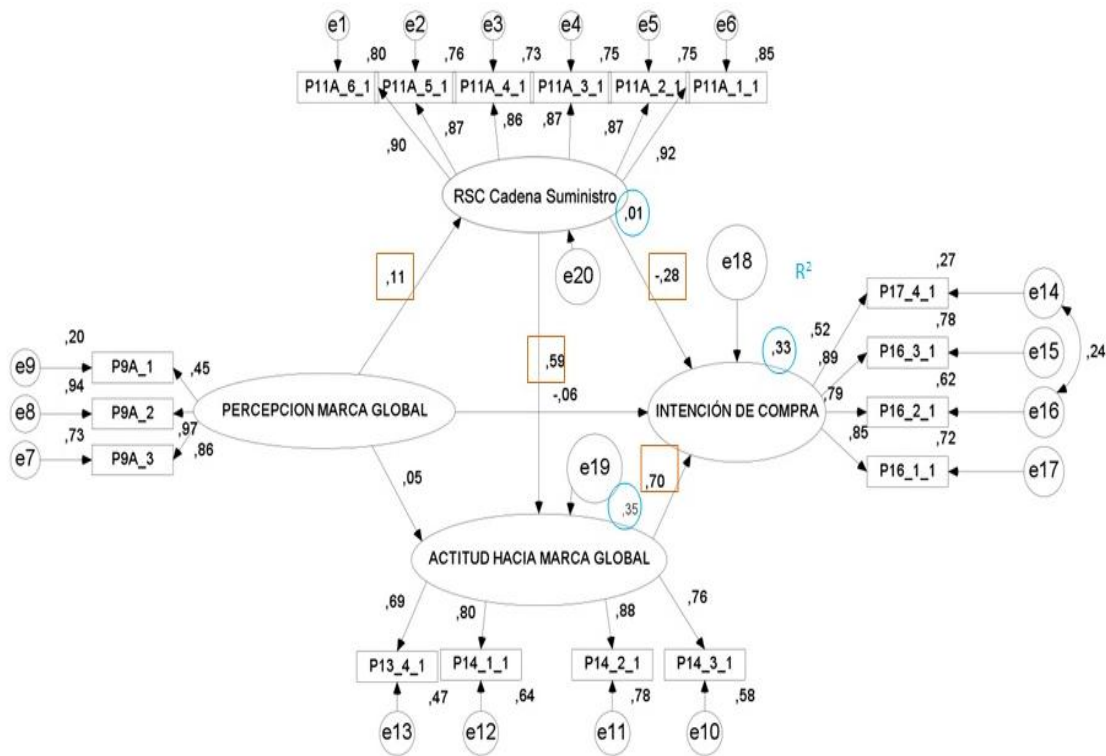 e1 e2 e3 e4 e5 e6
,80 ,76 ,73 ,75 ,75 ,85
P11A_6_1 P11A_5_1 P11A_4_1 P11A_3_1 P11A_2_1 P11A_1_1
,90 ,87 ,86 ,87 ,87 ,92
RSC Cadena Suministro
,01
e20
e18
R²
,11
-,28
,27
P17_4_1
e14
,52
,78
,20
e9
P9A_1
,45
,59
,33
,89
P16_3_1
e15
,24
,94
e8
P9A_2
,97
PERCEPCION MARCA GLOBAL
-,06
INTENCIÓN DE COMPRA
,79
,62
P16_2_1
e16
,73
e7
P9A_3
,86
,85
,72
P16_1_1
e17
,05
e19
,70
,35
ACTITUD HACIA MARCA GLOBAL
,69 ,80 ,88 ,76
P13_4_1 P14_1_1 P14_2_1 P14_3_1
,47 ,64 ,78 ,58
e13 e12 e11 e10